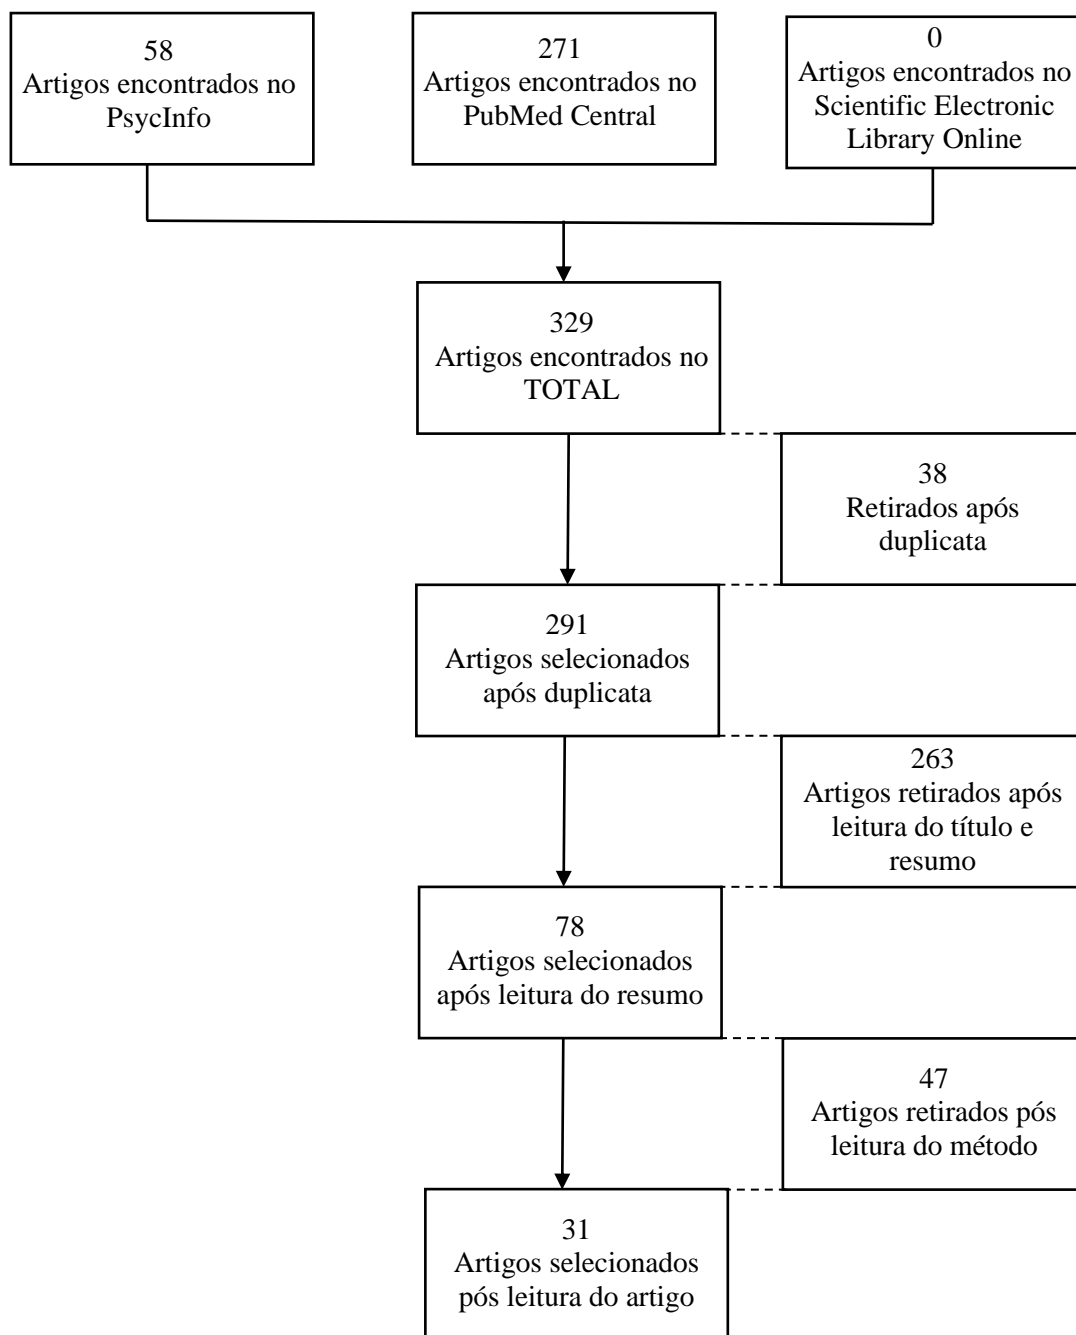 58
Artigos encontrados no
PsycInfo
271
Artigos encontrados no
PubMed Central
0
Artigos encontrados no
Scientific Electronic
Library Online
329
Artigos encontrados no
TOTAL
38
Retirados após
duplicata
291
Artigos selecionados
após duplicata
263
Artigos retirados após
leitura do título e
resumo
78
Artigos selecionados
após leitura do resumo
47
Artigos retirados pós
leitura do método
31
Artigos selecionados
pós leitura do artigo